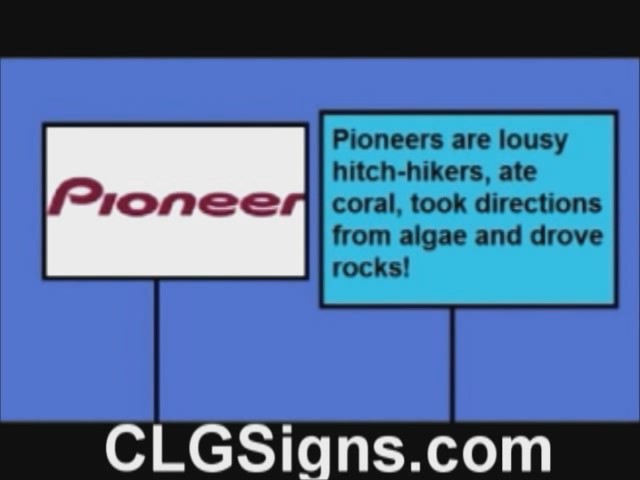 Pioneer
Pioneers are lousy
hitch-hikers, ate
coral, took directions
from algae and drove
rocks!
CLGSigns.com